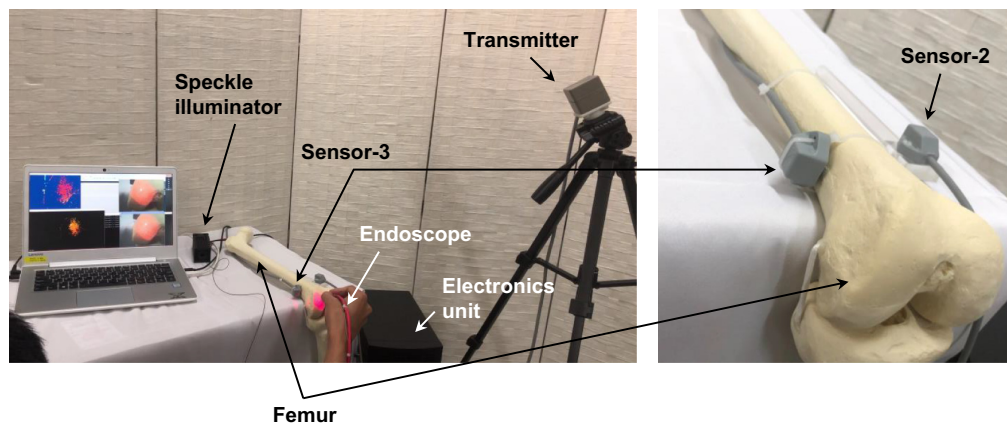 Transmitter
Speckle
illuminator
Sensor-3
Sensor-2
Endoscope
Electronics
unit
Femur